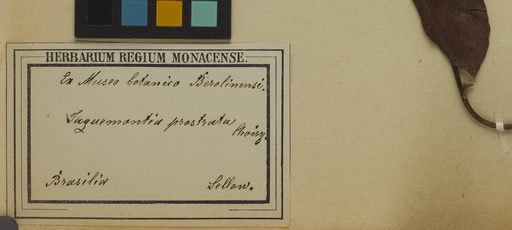 HERBARIUM REGIUM MONACENSE.
Ex Museo botanico Berolinensi.
Jaquemontia prostrata
Choisy.
Brasilia Sellow.